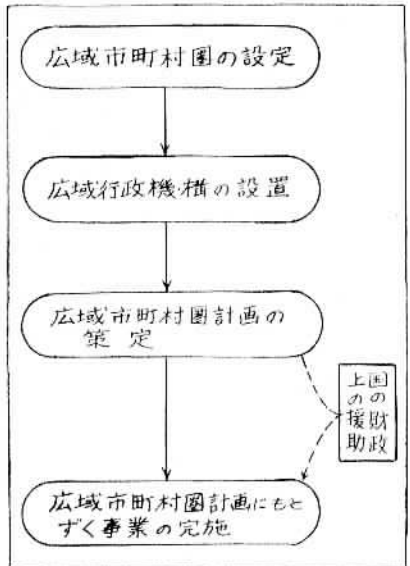 広域市町村圏の設定
広域行政機構の設置
広域市町村圏計画の
策定
国の財政
上の援助
広域市町村圏計画にもと
ずく事業の実施